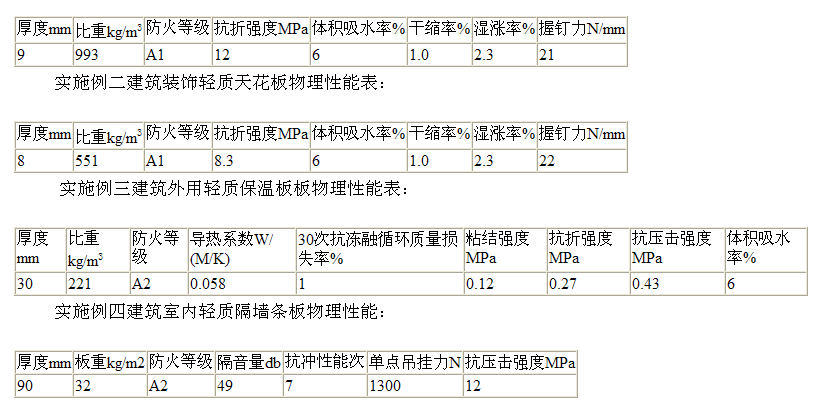 厚度mm 比重kg/m³ 防火等级 抗折强度MPa 体积吸水率% 干缩率% 湿涨率% 握钉力N/mm
9 993 A1 12 6 1.0 2.3 21
实施例二建筑装饰轻质天花板物理性能表：
厚度mm 比重kg/m³ 防火等级 抗折强度MPa 体积吸水率% 干缩率% 湿涨率% 握钉力N/mm
8 551 A1 8.3 6 1.0 2.3 22
实施例三建筑外用轻质保温板板物理性能表：
厚度 比重 防火等 导热系数W/ 30次抗冻融循环质量损 粘结强度 抗折强度 抗压击强度 体积吸水
mm kg/m³ 级 (M/K) 失率% MPa MPa MPa 率%
30 221 A2 0.058 1 0.12 0.27 0.43 6
实施例四建筑室内轻质隔墙条板物理性能：
厚度mm 板重kg/m2 防火等级 隔音量db 抗冲性能次 单点吊挂力N 抗压击强度MPa
90 32 A2 49 7 1300 12